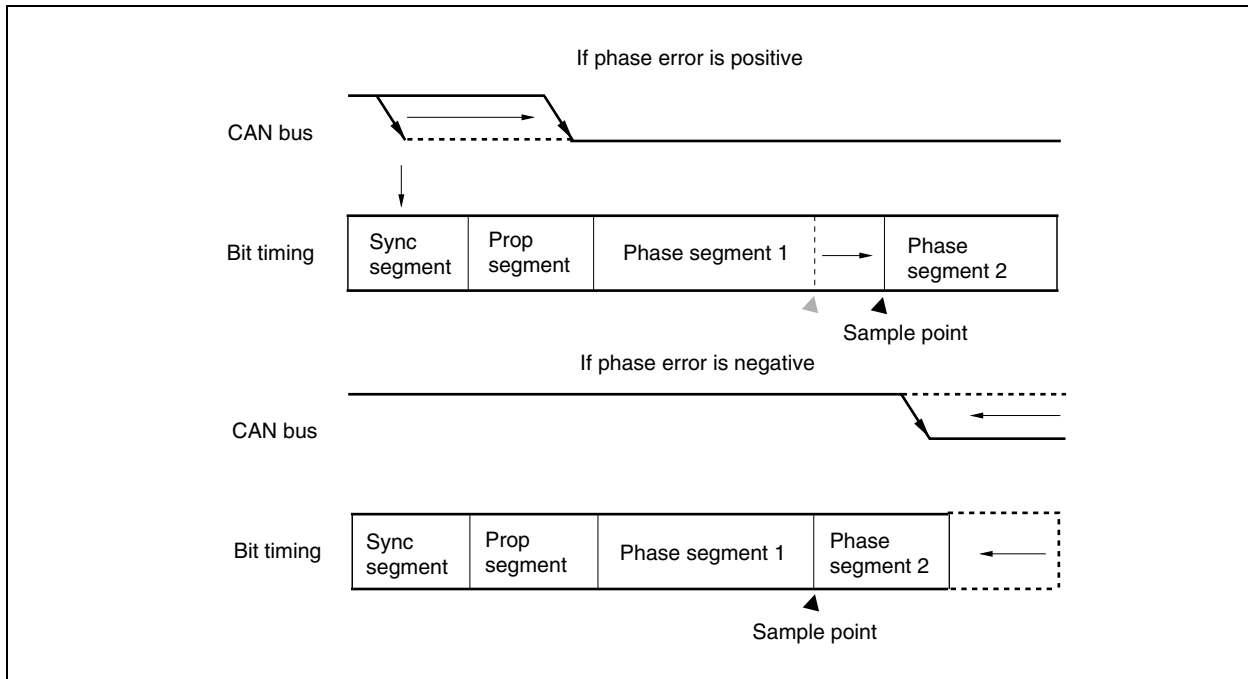 If phase error is positive
CAN bus
Bit timing
Sync
segment
Prop
segment
Phase segment 1
Phase
segment 2
Sample point
If phase error is negative
CAN bus
Bit timing
Sync
segment
Prop
segment
Phase segment 1
Phase
segment 2
Sample point